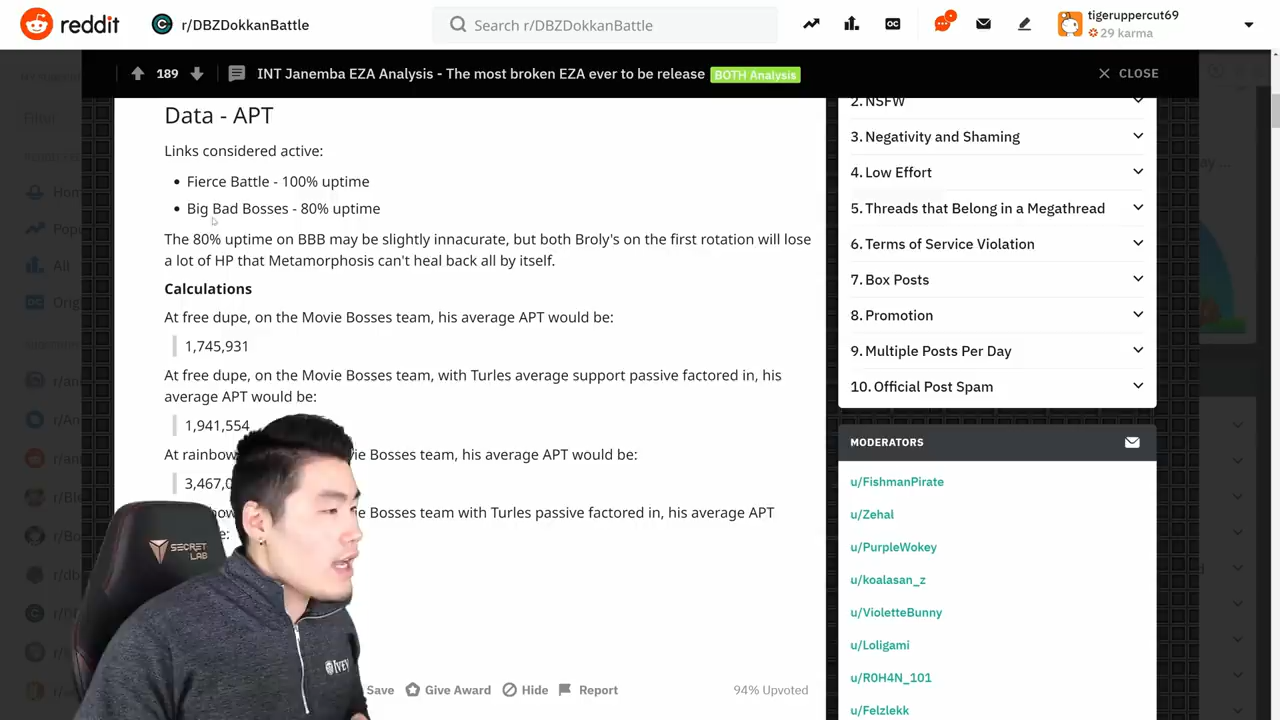 reddit
r/DBZDokkanBattle
Search r/DBZDokkanBattle
tigeruppercut69
29 karma
189
INT Janemba EZA Analysis - The most broken EZA ever to be release
BOTH Analysis
CLOSE
Data - APT
Links considered active:
Fierce Battle - 100% uptime
Big Bad Bosses - 80% uptime
The 80% uptime on BBB may be slightly innacurate, but both Broly's on the first rotation will lose
a lot of HP that Metamorphosis can't heal back all by itself.
Calculations
At free dupe, on the Movie Bosses team, his average APT would be:
1,745,931
At free dupe, on the Movie Bosses team, with Turles average support passive factored in, his
average APT would be:
1,941,554
At rainbow
ie Bosses team, his average APT would be:
3,467,0
ow
e Bosses team with Turles passive factored in, his average APT
e:
SECRET
LAB
IVEY
Save
Give Award
Hide
Report
94% Upvoted
2. NSFW
3. Negativity and Shaming
4. Low Effort
5. Threads that Belong in a Megathread
6. Terms of Service Violation
7. Box Posts
8. Promotion
9. Multiple Posts Per Day
10. Official Post Spam
MODERATORS
u/FishmanPirate
u/Zehal
u/PurpleWokey
u/koalasan_z
u/VioletteBunny
u/Loligami
u/R0H4N_101
u/Felzlekk